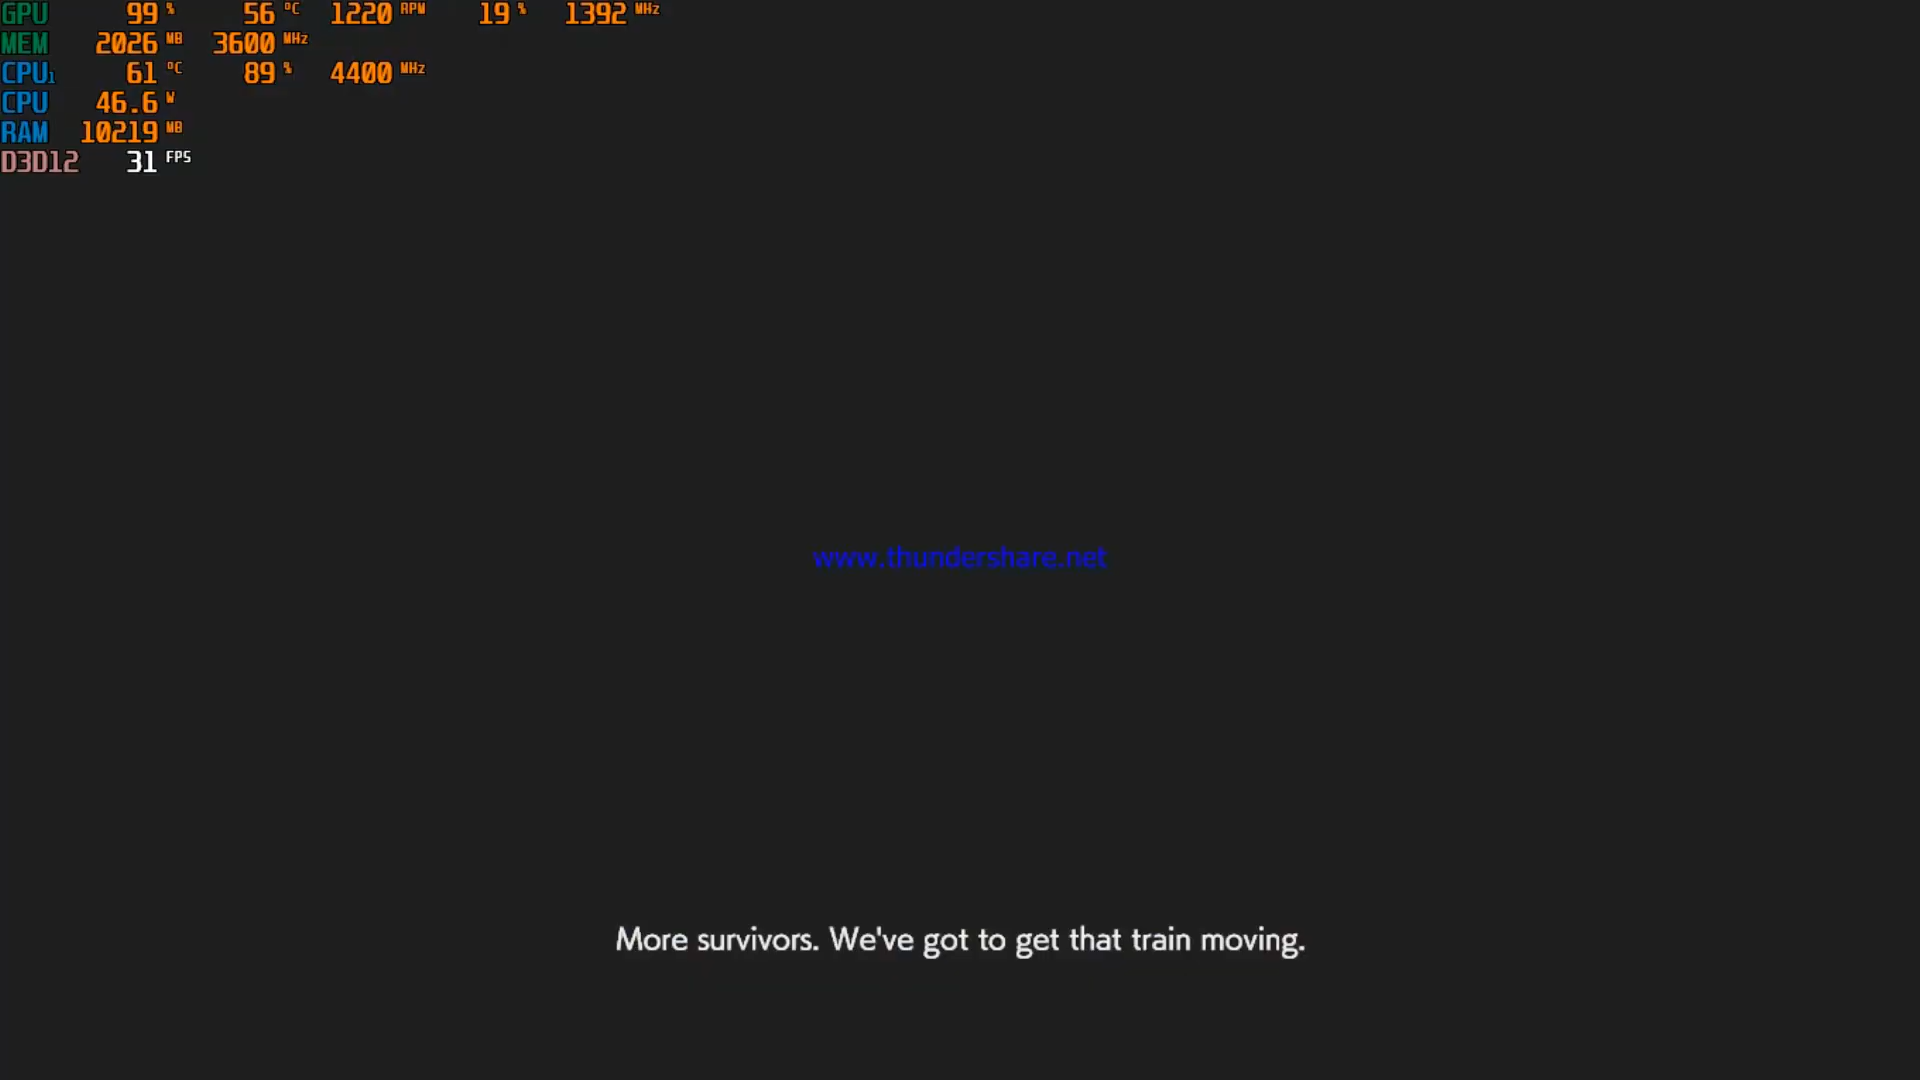 GPU 99 % 56 °C 1220 RPM 19 % 1392 MHz
MEM 2026 MB 3600 MHz
CPU1 61 °C 89 % 4400 MHz
CPU 46.6 W
RAM 10219 MB
D3D12 31 FPS
www.thundershare.net
More survivors. We've got to get that train moving.